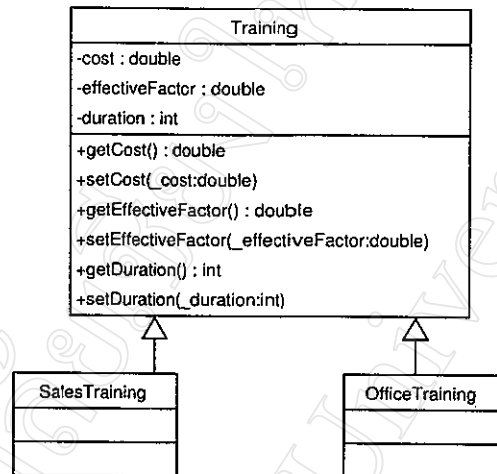 Training
-cost : double
-effectiveFactor : double
-duration : int
+getCost() : double
+setCost(_cost:double)
+getEffectiveFactor() : double
+setEffectiveFactor(_effectiveFactor:double)
+getDuration() : int
+setDuration(_duration:int)
SalesTraining
OfficeTraining